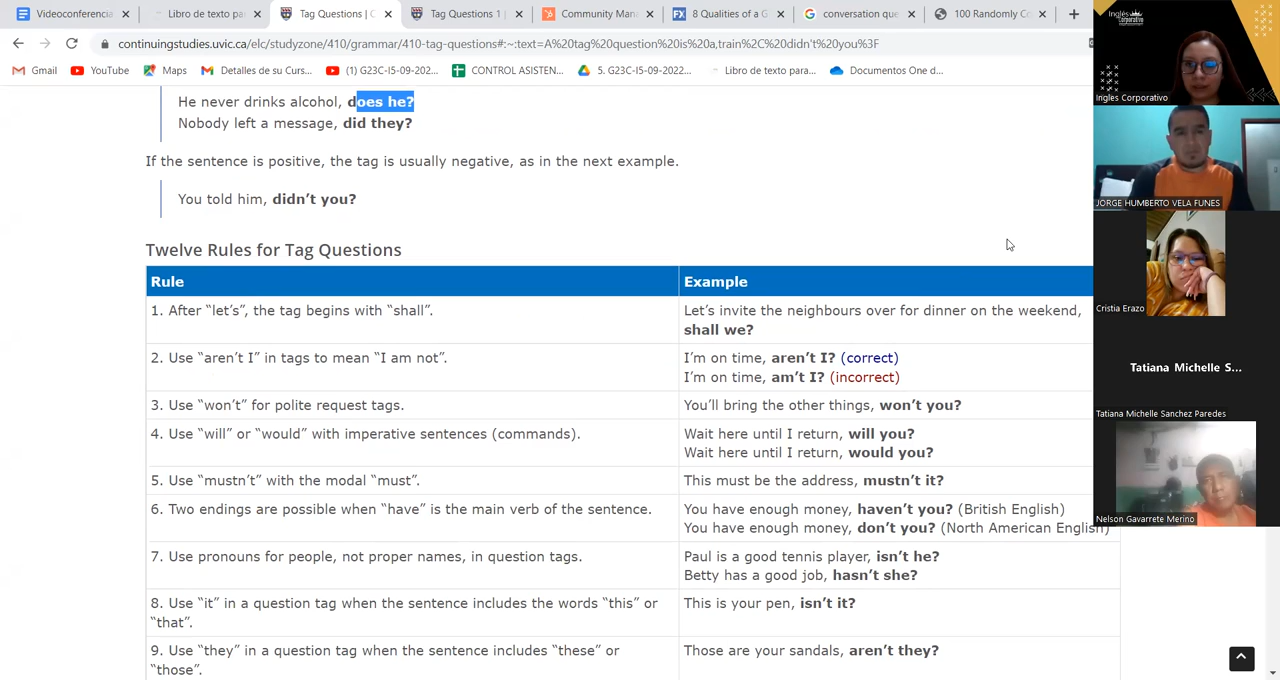 Videoconferencia
Libro de texto par
Tag Questions | C
Tag Questions 1 |
Community Man
8 Qualities of a G
conversation que
100 Randomly Co
continuingstudies.uvic.ca/elc/studyzone/410/grammar/410-tag-questions#:~:text=A%20tag%20question%20is%20a,train%2C%20didn't%20you%3F
Gmail
YouTube
Maps
Detalles de su Curs...
(1) G23C-I5-09-202...
CONTROL ASISTEN...
5. G23C-I5-09-2022...
Libro de texto para...
Documentos One d...
He never drinks alcohol, does he?
Nobody left a message, did they?
If the sentence is positive, the tag is usually negative, as in the next example.
You told him, didn't you?
Twelve Rules for Tag Questions
Rule
Example
1. After “let's”, the tag begins with “shall”.
Let's invite the neighbours over for dinner on the weekend,
shall we?
2. Use “aren't I” in tags to mean “I am not”.
I'm on time, aren't I? (correct)
I'm on time, am't I? (incorrect)
3. Use “won't” for polite request tags.
You'll bring the other things, won't you?
4. Use “will” or “would” with imperative sentences (commands).
Wait here until I return, will you?
Wait here until I return, would you?
5. Use “mustn't” with the modal “must”.
This must be the address, mustn't it?
6. Two endings are possible when “have” is the main verb of the sentence.
You have enough money, haven't you? (British English)
You have enough money, don't you? (North American English)
7. Use pronouns for people, not proper names, in question tags.
Paul is a good tennis player, isn't he?
Betty has a good job, hasn't she?
8. Use “it” in a question tag when the sentence includes the words “this” or
“that”.
This is your pen, isn't it?
9. Use “they” in a question tag when the sentence includes “these” or
“those”.
Those are your sandals, aren't they?
Inglés
Corporativo
Ingles Corporativo
JORGE HUMBERTO VELA FUNES
Cristia Erazo
Tatiana Michelle S...
Tatiana Michelle Sanchez Paredes
Nelson Gavarrete Merino